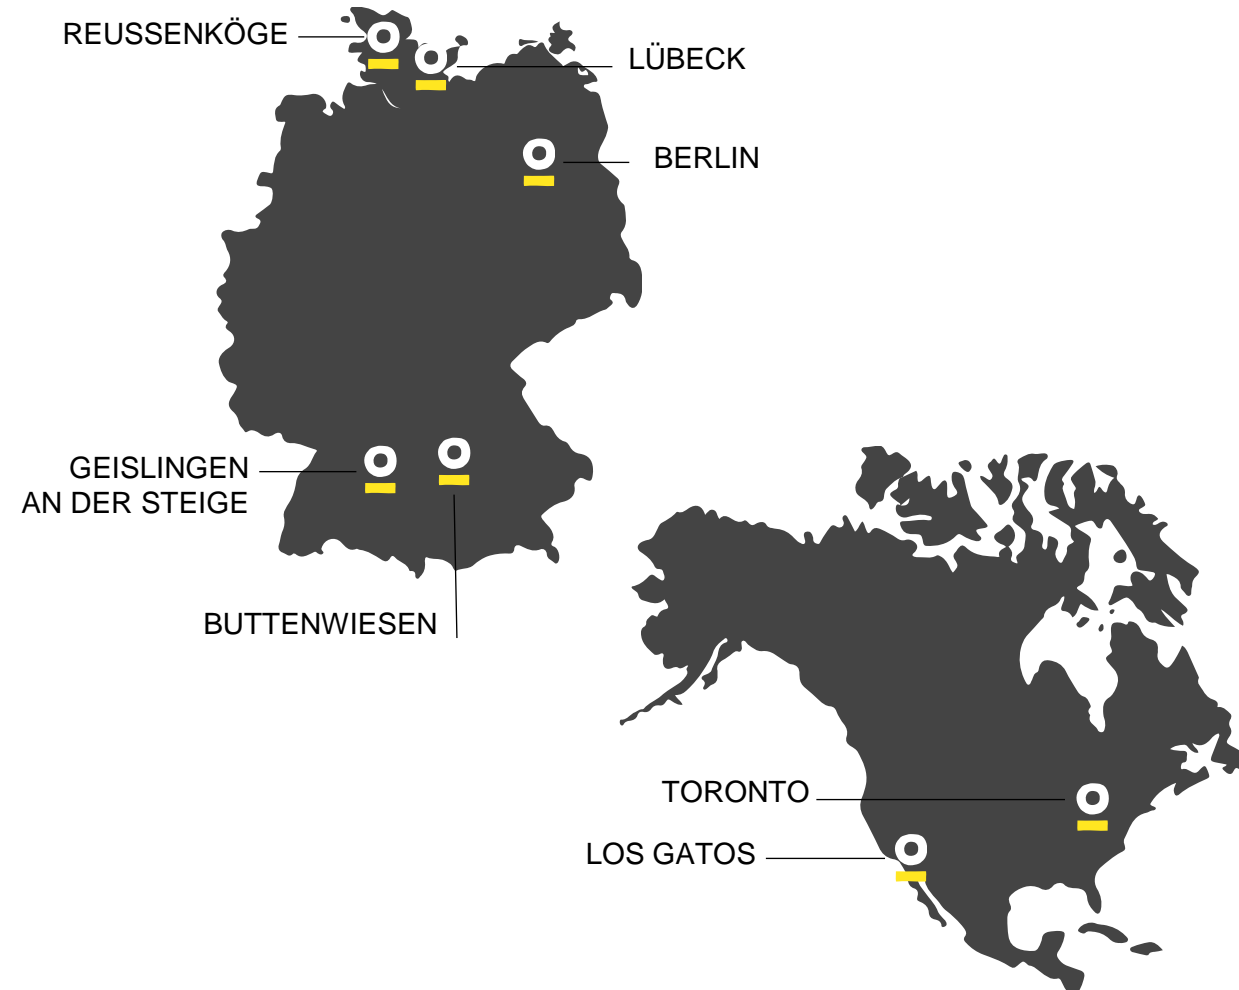 REUSSENKÖGE
LÜBECK
BERLIN
GEISLINGEN
AN DER STEIGE
BUTTENWIESEN
TORONTO
LOS GATOS